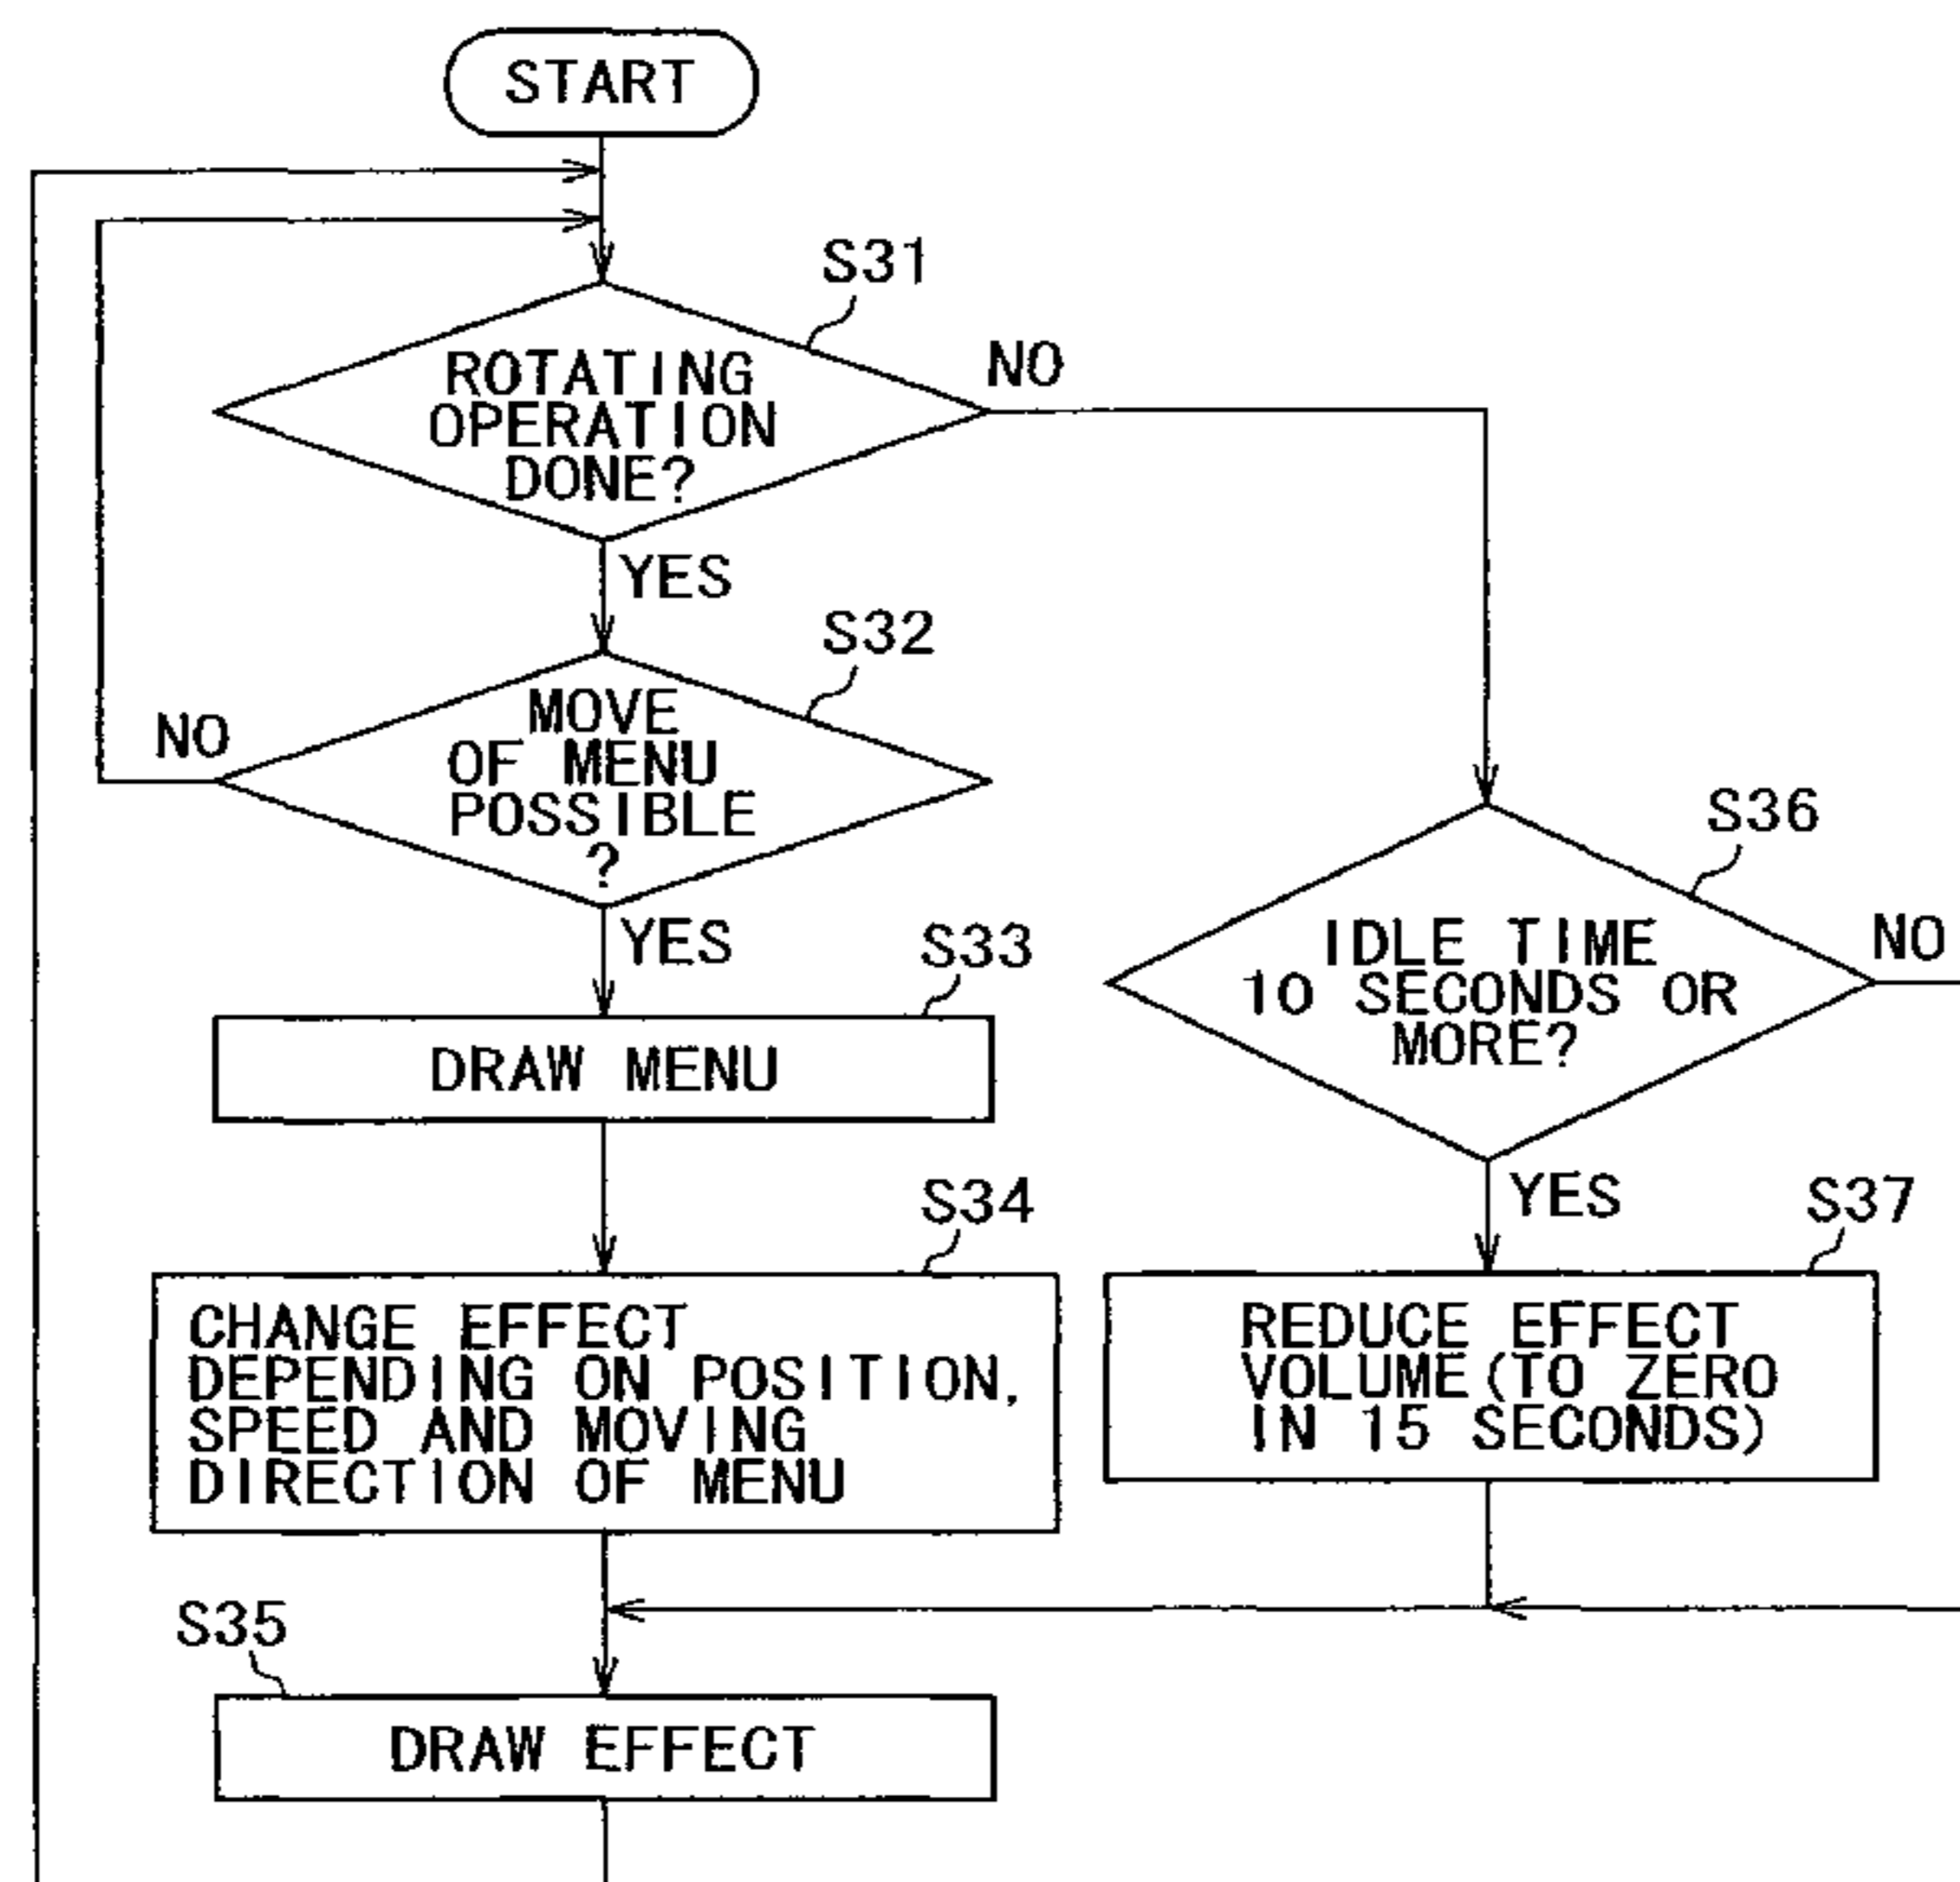 START
S31
ROTATING
OPERATION
DONE?
NO
YES
S32
MOVE
OF MENU
POSSIBLE
?
NO
YES
S33
DRAW MENU
S34
CHANGE EFFECT
DEPENDING ON POSITION,
SPEED AND MOVING
DIRECTION OF MENU
S36
IDLE TIME
10 SECONDS OR
MORE?
NO
YES
S37
REDUCE EFFECT
VOLUME(TO ZERO
IN 15 SECONDS)
S35
DRAW EFFECT